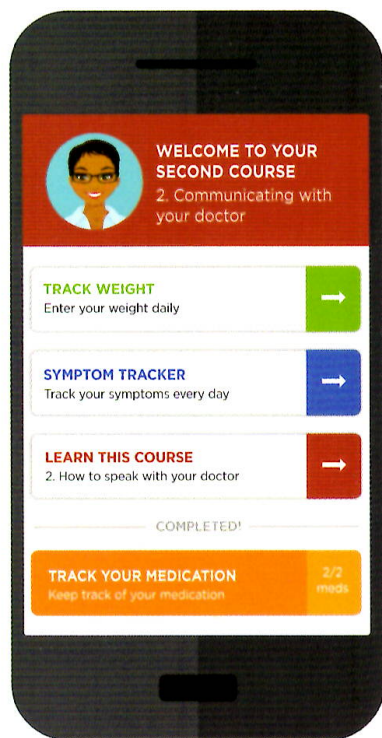 WELCOME TO YOUR
SECOND COURSE
2. Communicating with
your doctor
TRACK WEIGHT
Enter your weight daily
SYMPTOM TRACKER
Track your symptoms every day
LEARN THIS COURSE
2. How to speak with your doctor
COMPLETED!
TRACK YOUR MEDICATION
Keep track of your medication
2/2
meds